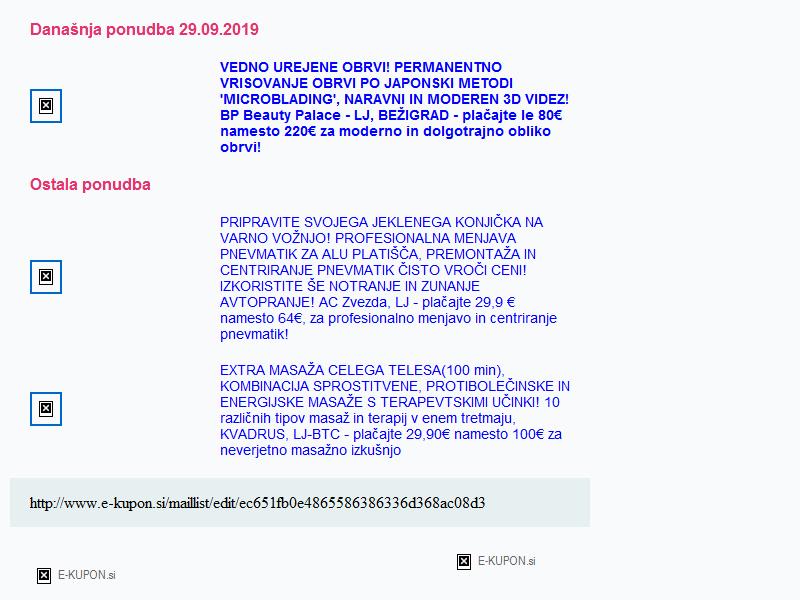 Današnja ponudba 29.09.2019
VEDNO UREJENE OBRVI! PERMANENTNO
VRISOVANJE OBRVI PO JAPONSKI METODI
'MICROBLADING', NARAVNI IN MODEREN 3D VIDEZ!
BP Beauty Palace - LJ, BEŽIGRAD - plačajte le 80€
namesto 220€ za moderno in dolgotrajno obliko
obrvi!
Ostala ponudba
PRIPRAVITE SVOJEGA JEKLENEGA KONJIČKA NA
VARNO VOŽNJO! PROFESIONALNA MENJAVA
PNEVMATIK ZA ALU PLATIŠČA, PREMONTAŽA IN
CENTRIRANJE PNEVMATIK ČISTO VROČI CENI!
IZKORISTITE ŠE NOTRANJE IN ZUNANJE
AVTOPRANJE! AC Zvezda, LJ - plačajte 29,9 €
namesto 64€, za profesionalno menjavo in centriranje
pnevmatik!
EXTRA MASAŽA CELEGA TELESA(100 min),
KOMBINACIJA SPROSTITVENE, PROTIBOLEČINSKE IN
ENERGIJSKE MASAŽE S TERAPEVTSKIMI UČINKI! 10
različnih tipov masaž in terapij v enem tretmaju,
KVADRUS, LJ-BTC - plačajte 29,90€ namesto 100€ za
neverjetno masažno izkušnjo
http://www.e-kupon.si/maillist/edit/ec651fb0e4865586386336d368ac08d3
E-KUPON.si
E-KUPON.si